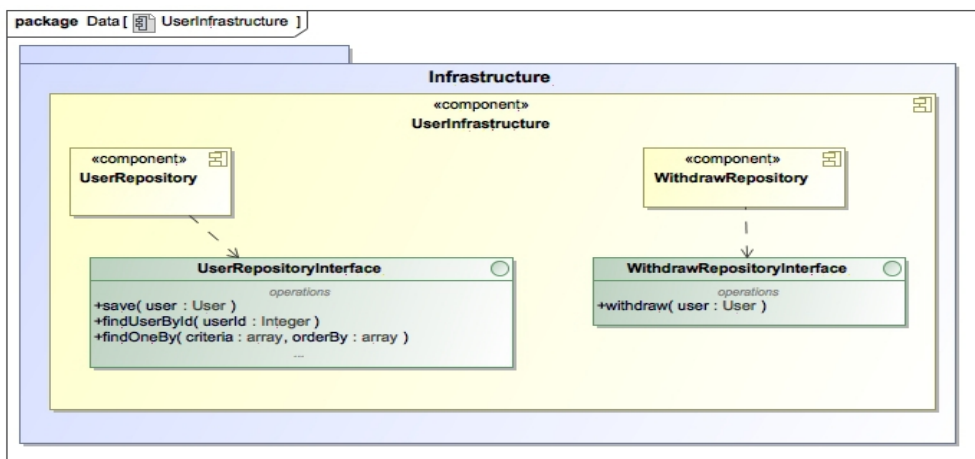 package Data [ UserInfrastructure ]
Infrastructure
«component»
UserInfrastructure
«component»
UserRepository
«component»
WithdrawRepository
UserRepositoryInterface
operations
+save( user : User )
+findUserById( userId : Integer )
+findOneBy( criteria : array, orderBy : array )
...
WithdrawRepositoryInterface
operations
+withdraw( user : User )